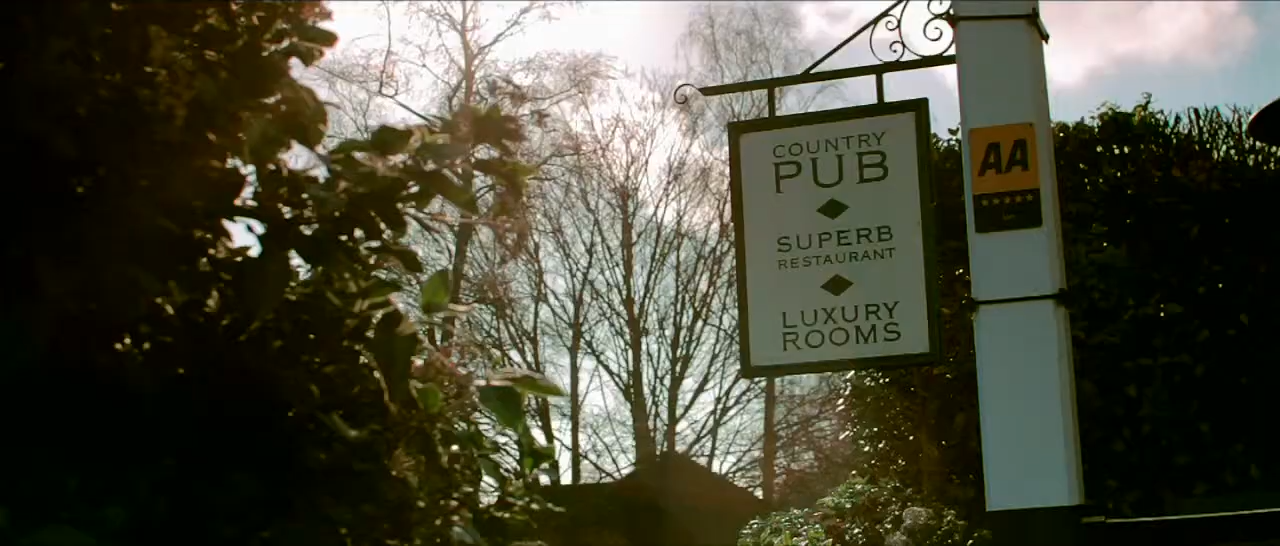 COUNTRY
PUB
SUPERB
RESTAURANT
LUXURY
ROOMS
AA